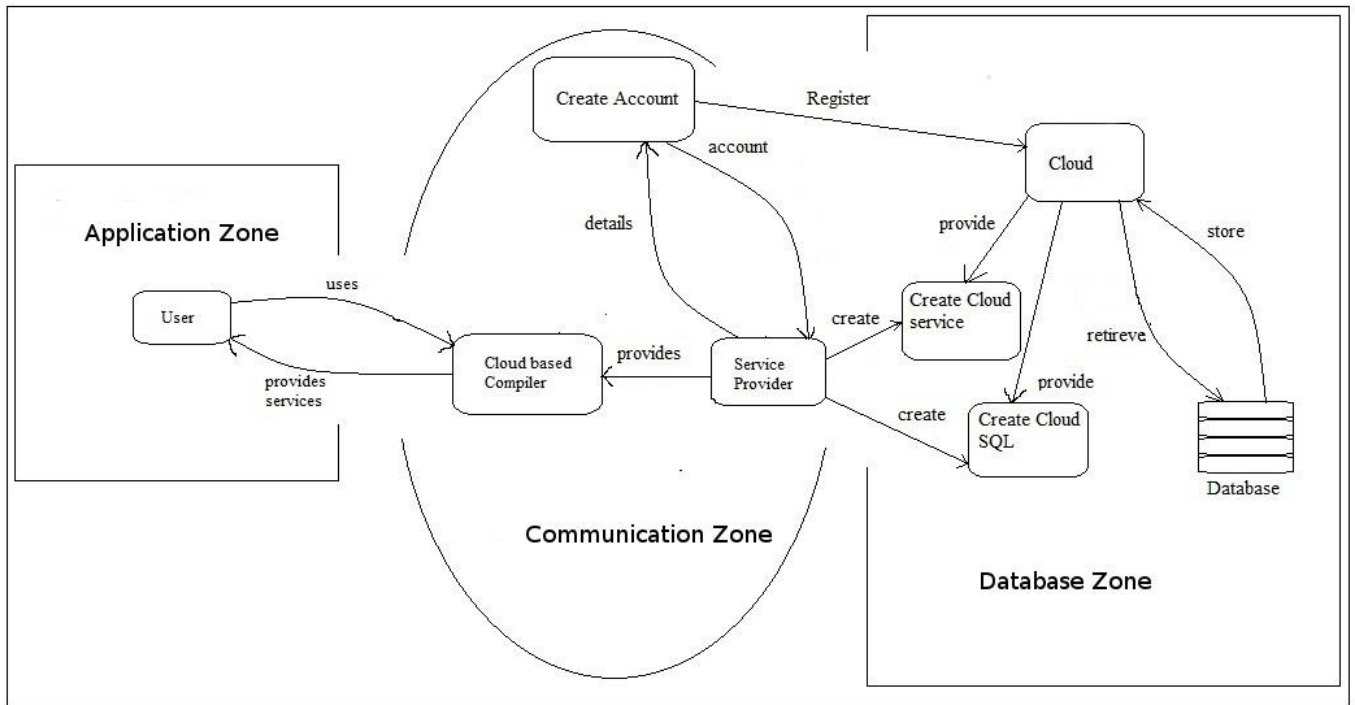 Create Account
Register
account
Cloud
details
provide
store
Application Zone
uses
User
Create Cloud
service
create
retireve
provides
Cloud based
Compiler
Service
Provider
provides
services
provide
create
Create Cloud
SQL
Database
Communication Zone
Database Zone